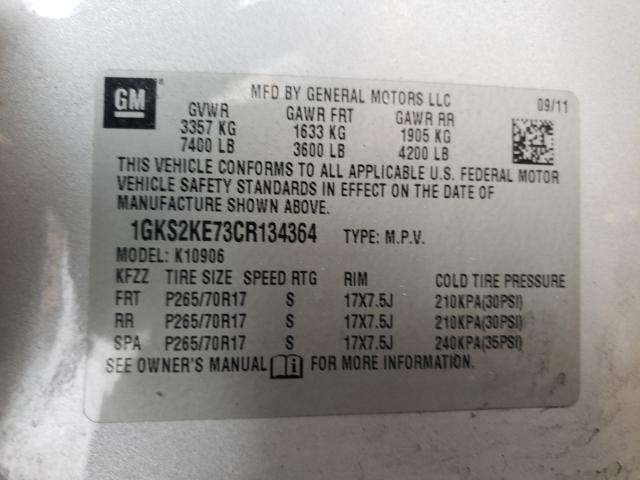 GM
MFD BY GENERAL MOTORS LLC 09/11
GVWR GAWR FRT GAWR RR
3357 KG 1633 KG 1905 KG
7400 LB 3600 LB 4200 LB
THIS VEHICLE CONFORMS TO ALL APPLICABLE U.S. FEDERAL MOTOR
VEHICLE SAFETY STANDARDS IN EFFECT ON THE DATE OF
MANUFACTURE SHOWN ABOVE.
1GKS2KE73CR134364 TYPE: M.P.V.
MODEL: K10906
KFZZ TIRE SIZE SPEED RTG RIM COLD TIRE PRESSURE
FRT P265/70R17 S 17X7.5J 210KPA(30PSI)
RR P265/70R17 S 17X7.5J 210KPA(30PSI)
SPA P265/70R17 S 17X7.5J 240KPA(35PSI)
SEE OWNER'S MANUAL i FOR MORE INFORMATION.